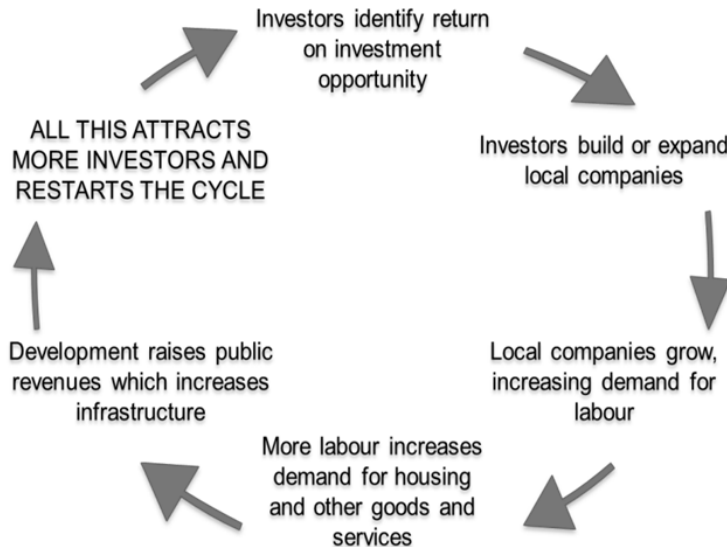 Investors identify return
on investment
opportunity
Investors build or expand
local companies
Local companies grow,
increasing demand for
labour
More labour increases
demand for housing
and other goods and
services
Development raises public
revenues which increases
infrastructure
ALL THIS ATTRACTS
MORE INVESTORS AND
RESTARTS THE CYCLE